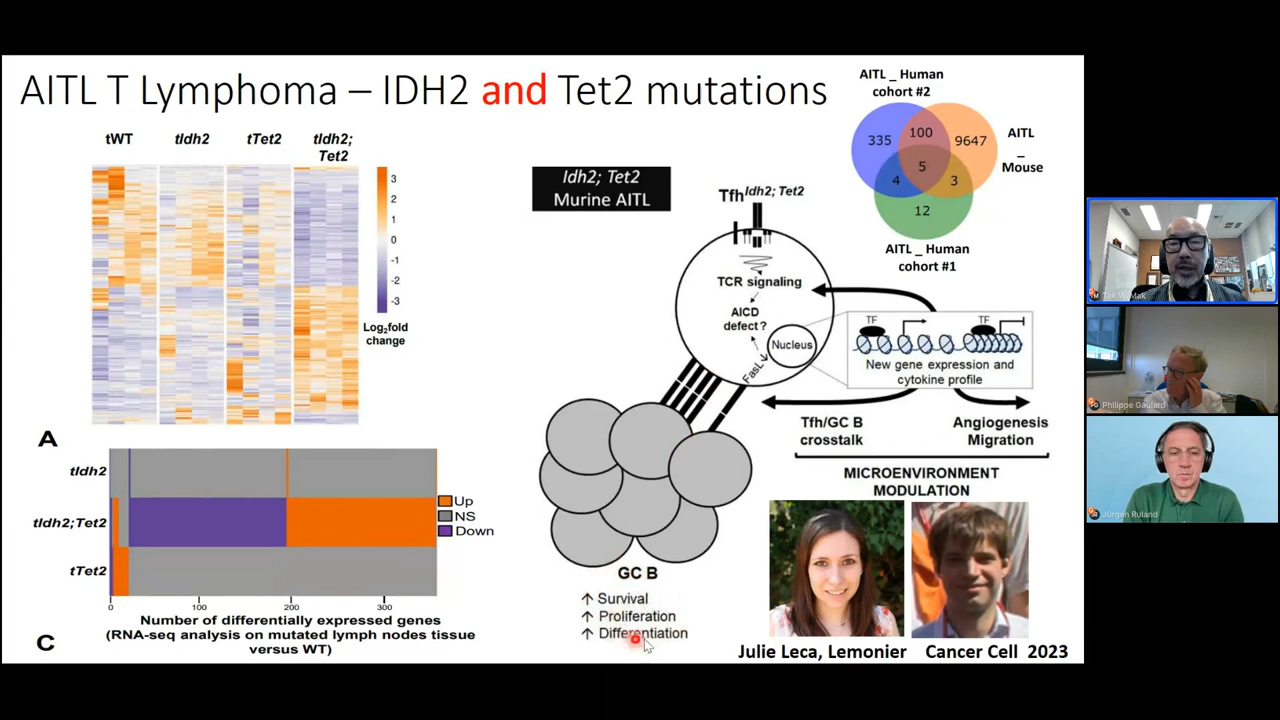 AITL T Lymphoma – IDH2 and Tet2 mutations
tWT
tIdh2
tTet2
tIdh2;
Tet2
3
2
1
0
-1
-2
-3
Log2fold
change
A
tIdh2
tIdh2;Tet2
tTet2
Up
NS
Down
0
100
200
300
Number of differentially expressed genes
(RNA-seq analysis on mutated lymph nodes tissue
versus WT)
C
Idh2; Tet2
Murine AITL
Tfh Idh2; Tet2
TCR signaling
AICD
defect?
FasL
Nucleus
TF
TF
New gene expression and
cytokine profile
Tfh/GC B
crosstalk
Angiogenesis
Migration
MICROENVIRONMENT
MODULATION
GC B
↑ Survival
↑ Proliferation
↑ Differentiation
AITL _ Human
cohort #2
335
100
9647
5
4
3
12
AITL
_
Mouse
AITL _ Human
cohort #1
Julie Leca, Lemonier Cancer Cell 2023
Tak W Mak
Philippe Gaulard
Jürgen Ruland